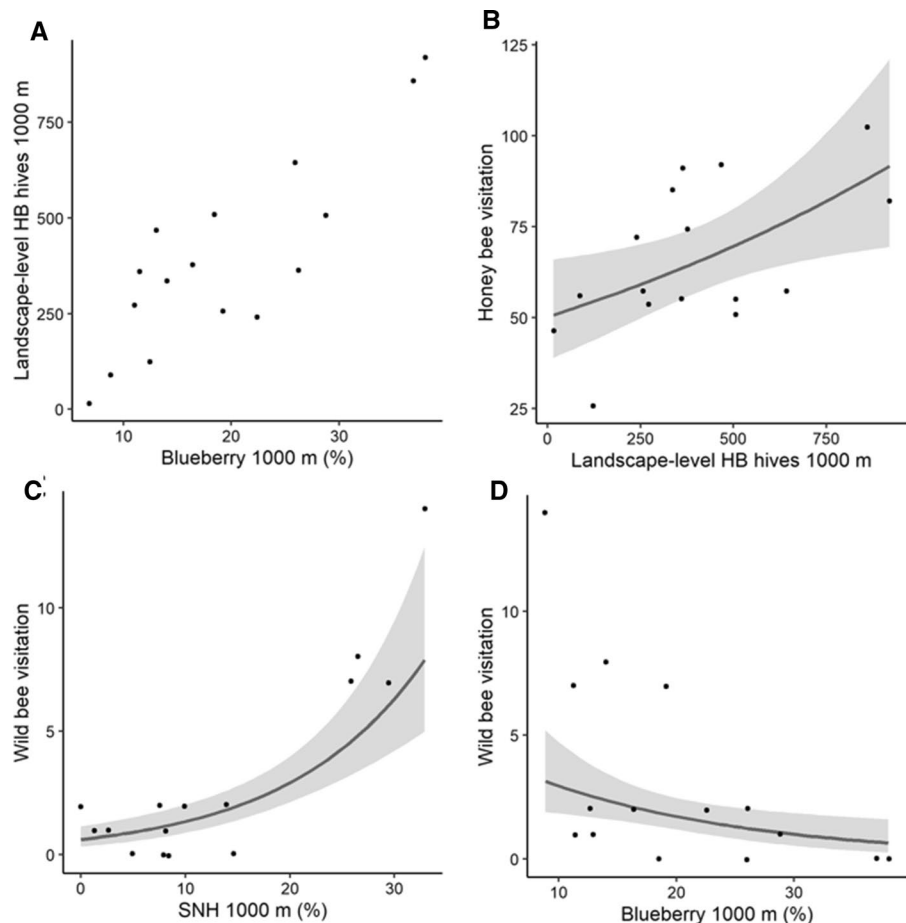 A
B
Landscape-level HB hives 1000 m
750
500
250
0
10
20
30
Blueberry 1000 m (%)
Honey bee visitation
125
100
75
50
25
0
250
500
750
Landscape-level HB hives 1000 m
C
D
Wild bee visitation
10
5
0
0
10
20
30
SNH 1000 m (%)
Wild bee visitation
10
5
0
10
20
30
Blueberry 1000 m (%)